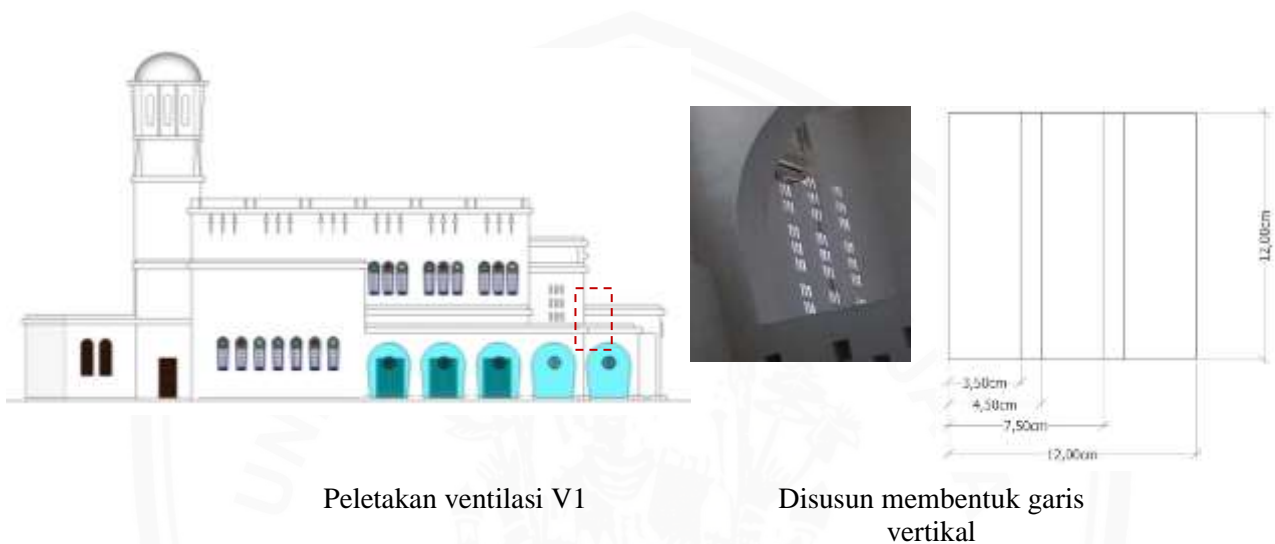 12,00cm
3,50cm
4,50cm
7,50cm
12,00cm
Peletakan ventilasi V1
Disusun membentuk garis
vertikal